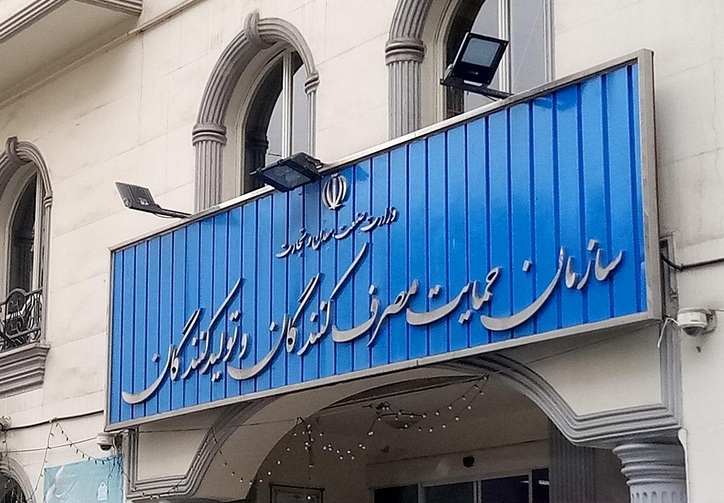 وزارت صنعت، معدن و تجارت
سازمان حمایت مصرف کنندگان و تولیدکنندگان